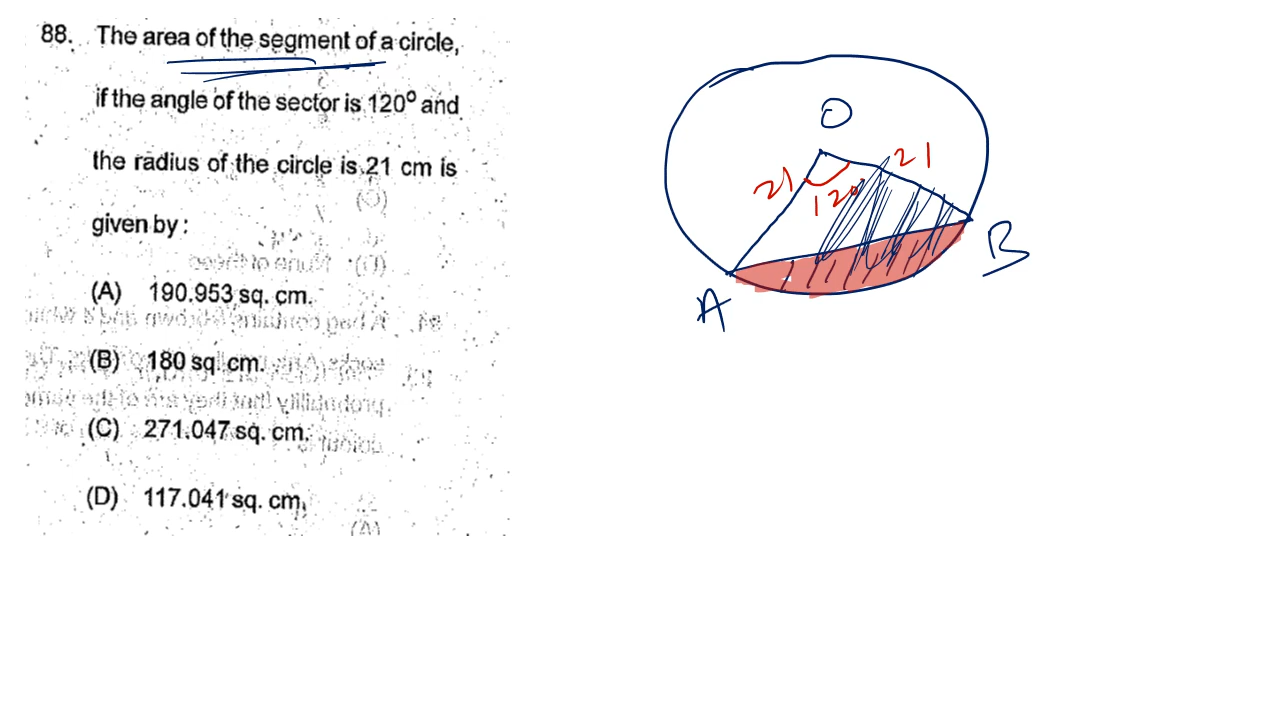 88. The area of the segment of a circle,
if the angle of the sector is 120° and
the radius of the circle is 21 cm is
given by :
(A) 190.953 sq. cm.
(B) 180 sq. cm.
(C) 271.047 sq. cm.
(D) 117.041 sq. cm.
O
21
21
120°
B
A